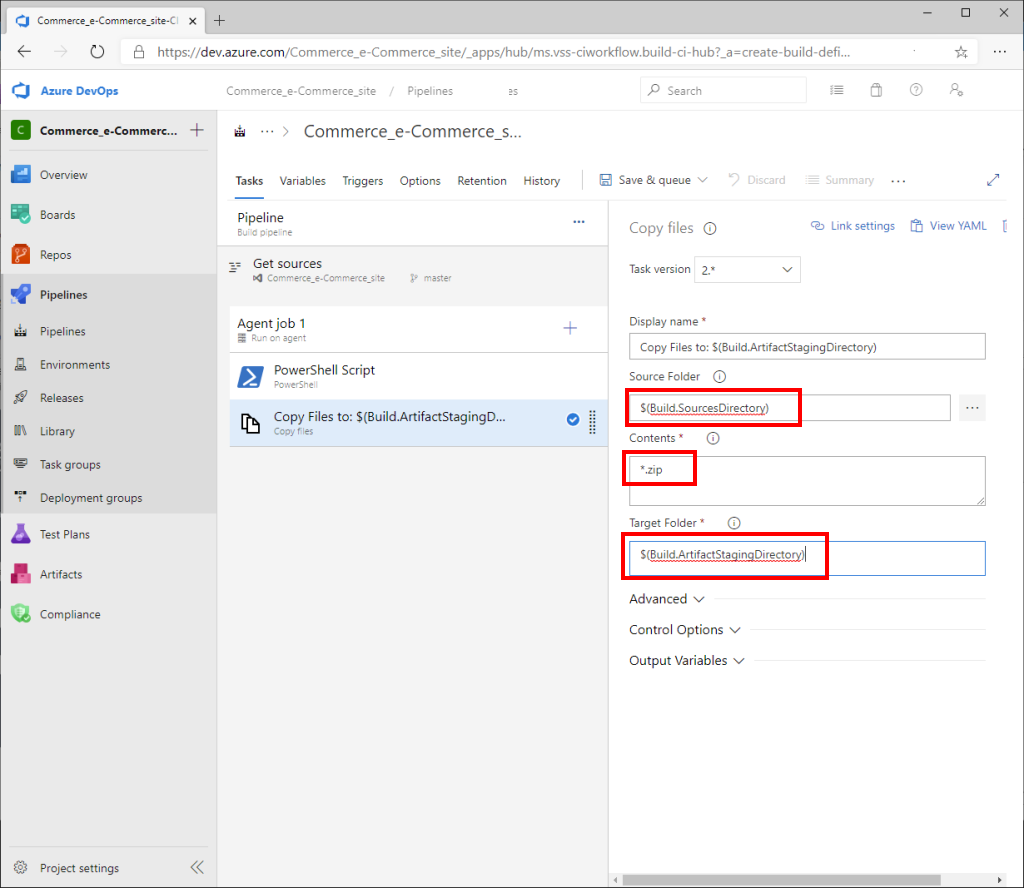 Commerce_e-Commerce_site-Cl
https://dev.azure.com/Commerce_e-Commerce_site/_apps/hub/ms.vss-ciworkflow.build-ci-hub?_a=create-build-defi...
Azure DevOps
Commerce_e-Commerce_site / Pipelines es
Search
C Commerce_e-Commerc...
Overview
Boards
Repos
Pipelines
Pipelines
Environments
Releases
Library
Task groups
Deployment groups
Test Plans
Artifacts
Compliance
Project settings
... > Commerce_e-Commerce_s...
Tasks Variables Triggers Options Retention History Save & queue Discard Summary ...
Pipeline
Build pipeline
Get sources
Commerce_e-Commerce_site master
Agent job 1
Run on agent
PowerShell Script
PowerShell
Copy Files to: $(Build.ArtifactStagingD...
Copy files
Copy files Link settings View YAML
Task version 2.*
Display name *
Copy Files to: $(Build.ArtifactStagingDirectory)
Source Folder
$(Build.SourcesDirectory)
Contents *
*.zip
Target Folder *
$(Build.ArtifactStagingDirectory)
Advanced
Control Options
Output Variables